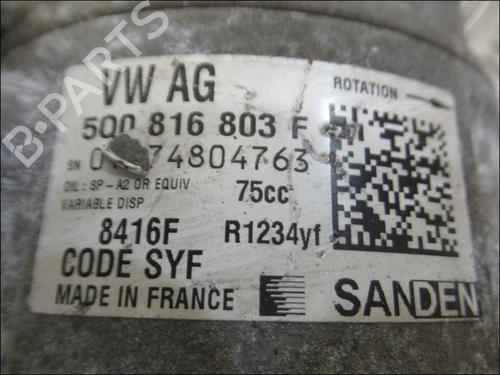 B-PARTS
VW AG
ROTATION
5Q0 816 803 F
SN
74804763
OIL : SP-A2 OR EQUIV
75cc
VARIABLE DISP
8416F
R1234yf
CODE SYF
MADE IN FRANCE
SANDEN